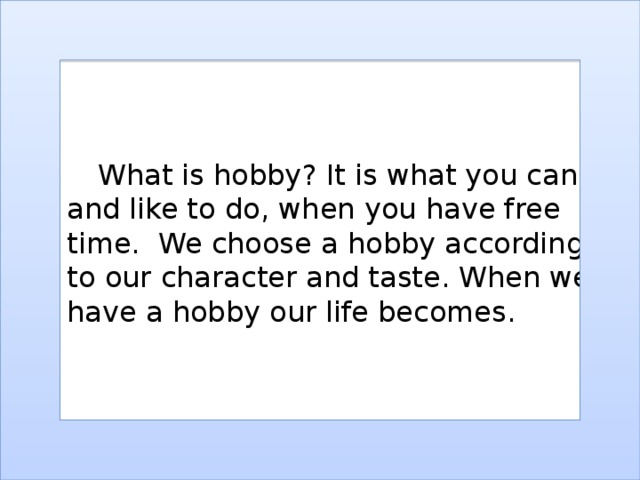 What is hobby? It is what you can
and like to do, when you have free
time.  We choose a hobby according
to our character and taste. When we
have a hobby our life becomes.